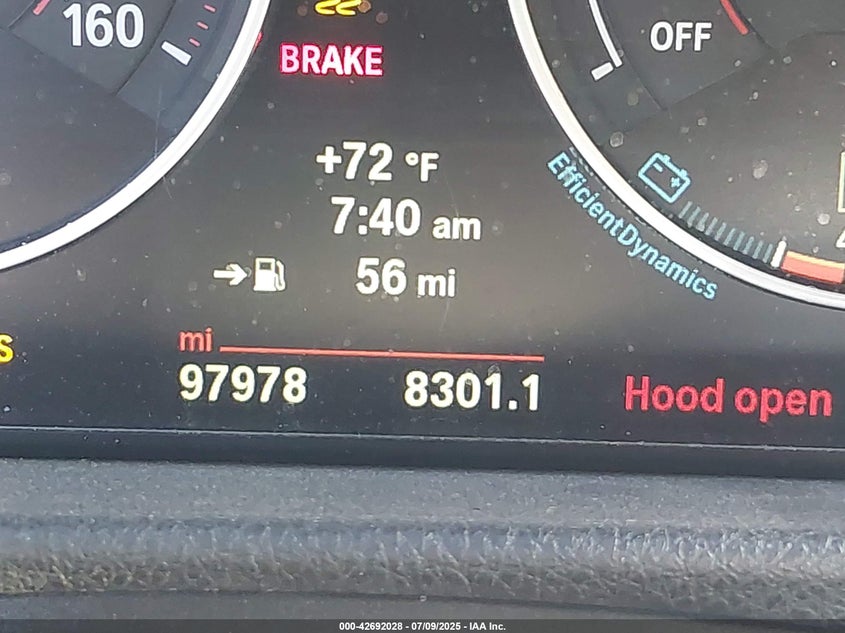 160
OFF
BRAKE
+72 °F
7:40 am
56 mi
EfficientDynamics
mi
97978 8301.1
Hood open
000-42692028 - 07/09/2025 - IAA Inc.